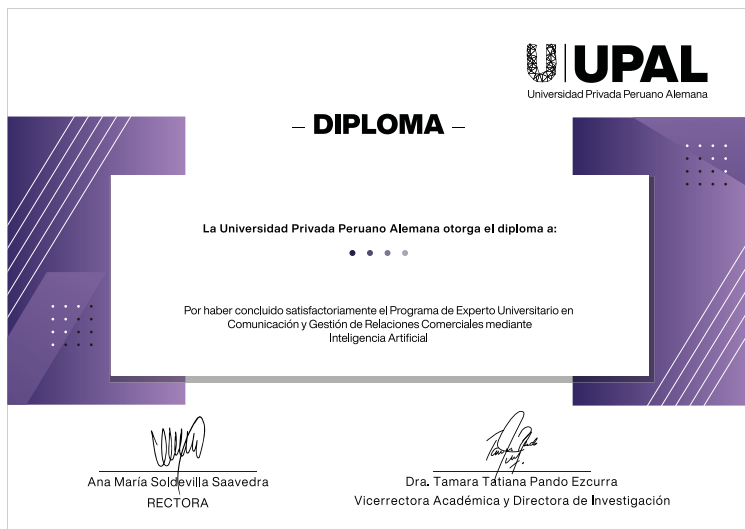 UPAL
Universidad Privada Peruano Alemana
– DIPLOMA –
La Universidad Privada Peruano Alemana otorga el diploma a:
Por haber concluido satisfactoriamente el Programa de Experto Universitario en
Comunicación y Gestión de Relaciones Comerciales mediante
Inteligencia Artificial
Ana María Soldevilla Saavedra
RECTORA
Dra. Tamara Tatiana Pando Ezcurra
Vicerrectora Académica y Directora de Investigación